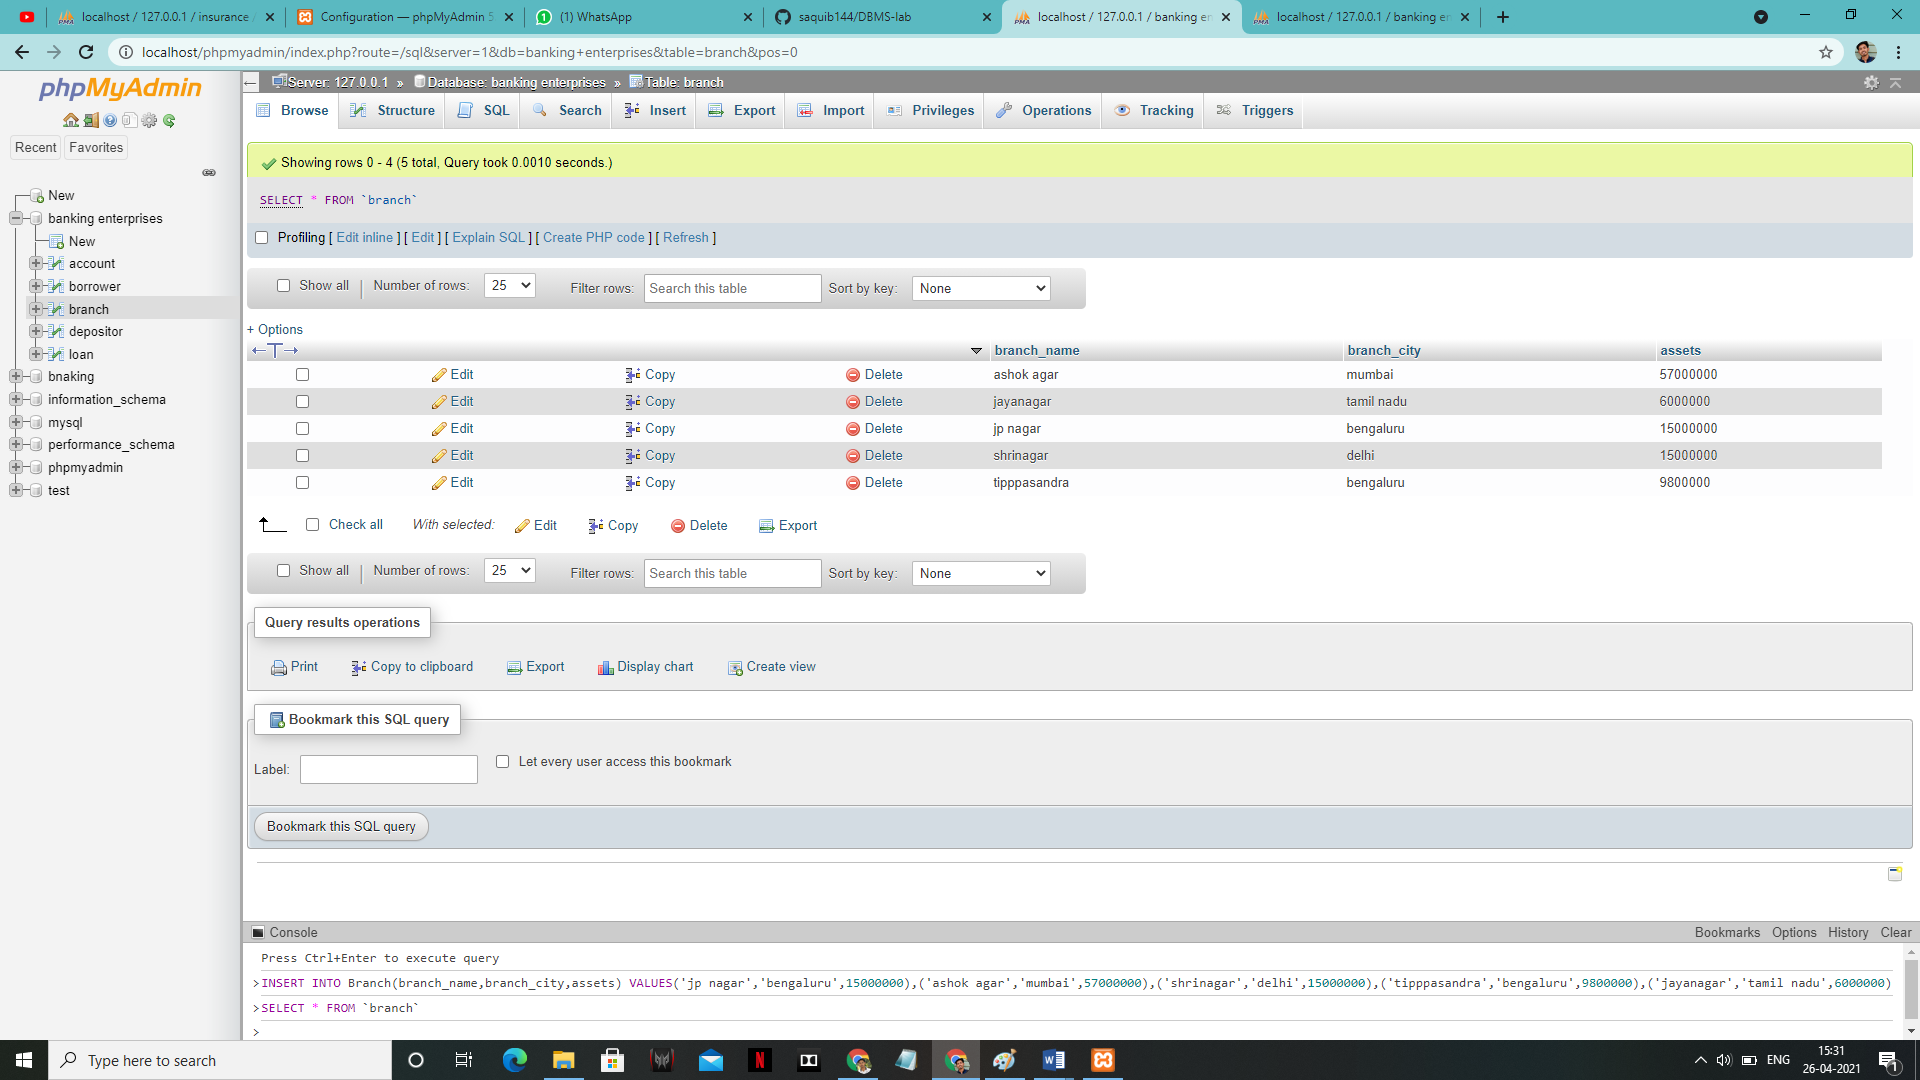 localhost / 127.0.0.1 / insurance
Configuration — phpMyAdmin 5
(1) WhatsApp
saquib144/DBMS-lab
localhost / 127.0.0.1 / banking en
localhost / 127.0.0.1 / banking en
localhost/phpmyadmin/index.php?route=/sql&server=1&db=banking+enterprises&table=branch&pos=0
phpMyAdmin
Recent
Favorites
New
banking enterprises
New
account
borrower
branch
depositor
loan
bnaking
information_schema
mysql
performance_schema
phpmyadmin
test
Server: 127.0.0.1 » Database: banking enterprises » Table: branch
Browse Structure SQL Search Insert Export Import Privileges Operations Tracking Triggers
Showing rows 0 - 4 (5 total, Query took 0.0010 seconds.)
SELECT * FROM `branch`
Profiling [ Edit inline ] [ Edit ] [ Explain SQL ] [ Create PHP code ] [ Refresh ]
Show all | Number of rows: 25 Filter rows: Search this table Sort by key: None
+ Options
←T→ branch_name branch_city assets
Edit Copy Delete ashok agar mumbai 57000000
Edit Copy Delete jayanagar tamil nadu 6000000
Edit Copy Delete jp nagar bengaluru 15000000
Edit Copy Delete shrinagar delhi 15000000
Edit Copy Delete tipppasandra bengaluru 9800000
Check all With selected: Edit Copy Delete Export
Show all | Number of rows: 25 Filter rows: Search this table Sort by key: None
Query results operations
Print Copy to clipboard Export Display chart Create view
Bookmark this SQL query
Label: Let every user access this bookmark
Bookmark this SQL query
Console Bookmarks Options History Clear
Press Ctrl+Enter to execute query
>INSERT INTO Branch(branch_name,branch_city,assets) VALUES('jp nagar','bengaluru',15000000),('ashok agar','mumbai',57000000),('shrinagar','delhi',15000000),('tipppasandra','bengaluru',9800000),('jayanagar','tamil nadu',6000000)
>SELECT * FROM `branch`
>
Type here to search
ENG
15:31
26-04-2021
1